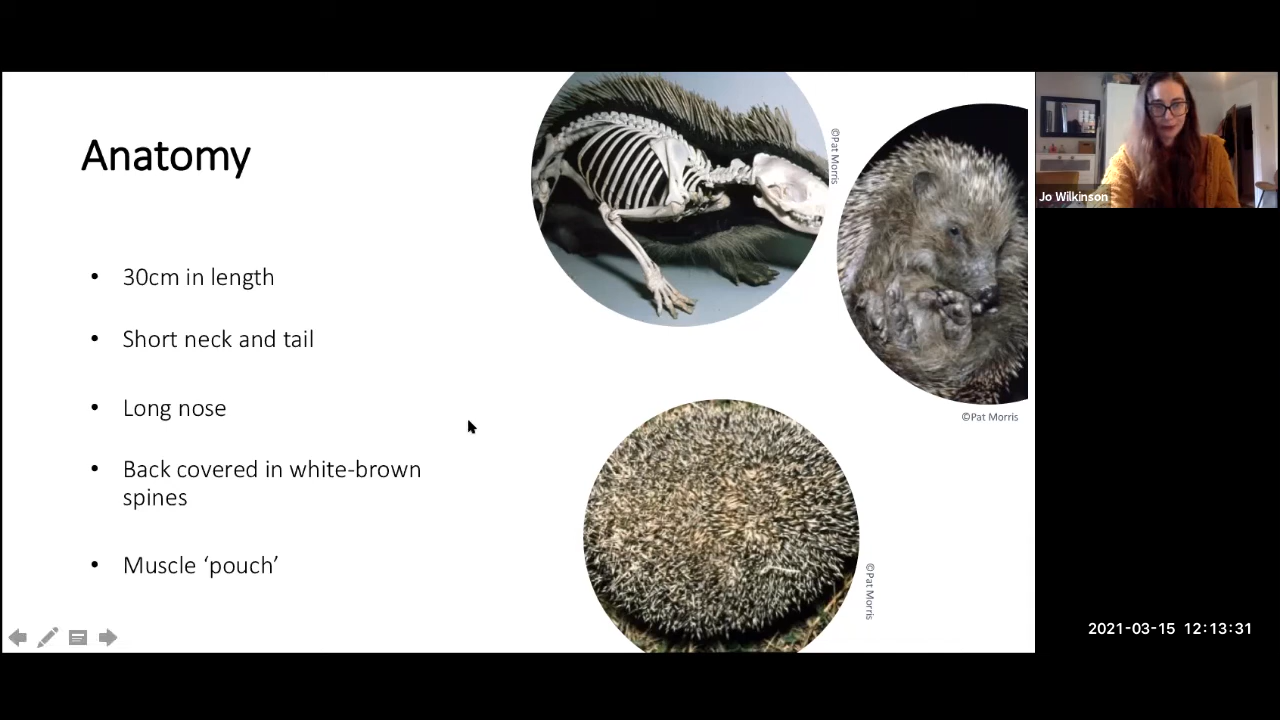 Anatomy
• 30cm in length
• Short neck and tail
• Long nose
• Back covered in white-brown
spines
• Muscle ‘pouch’
©Pat Morris
©Pat Morris
©Pat Morris
Jo Wilkinson
2021-03-15 12:13:31